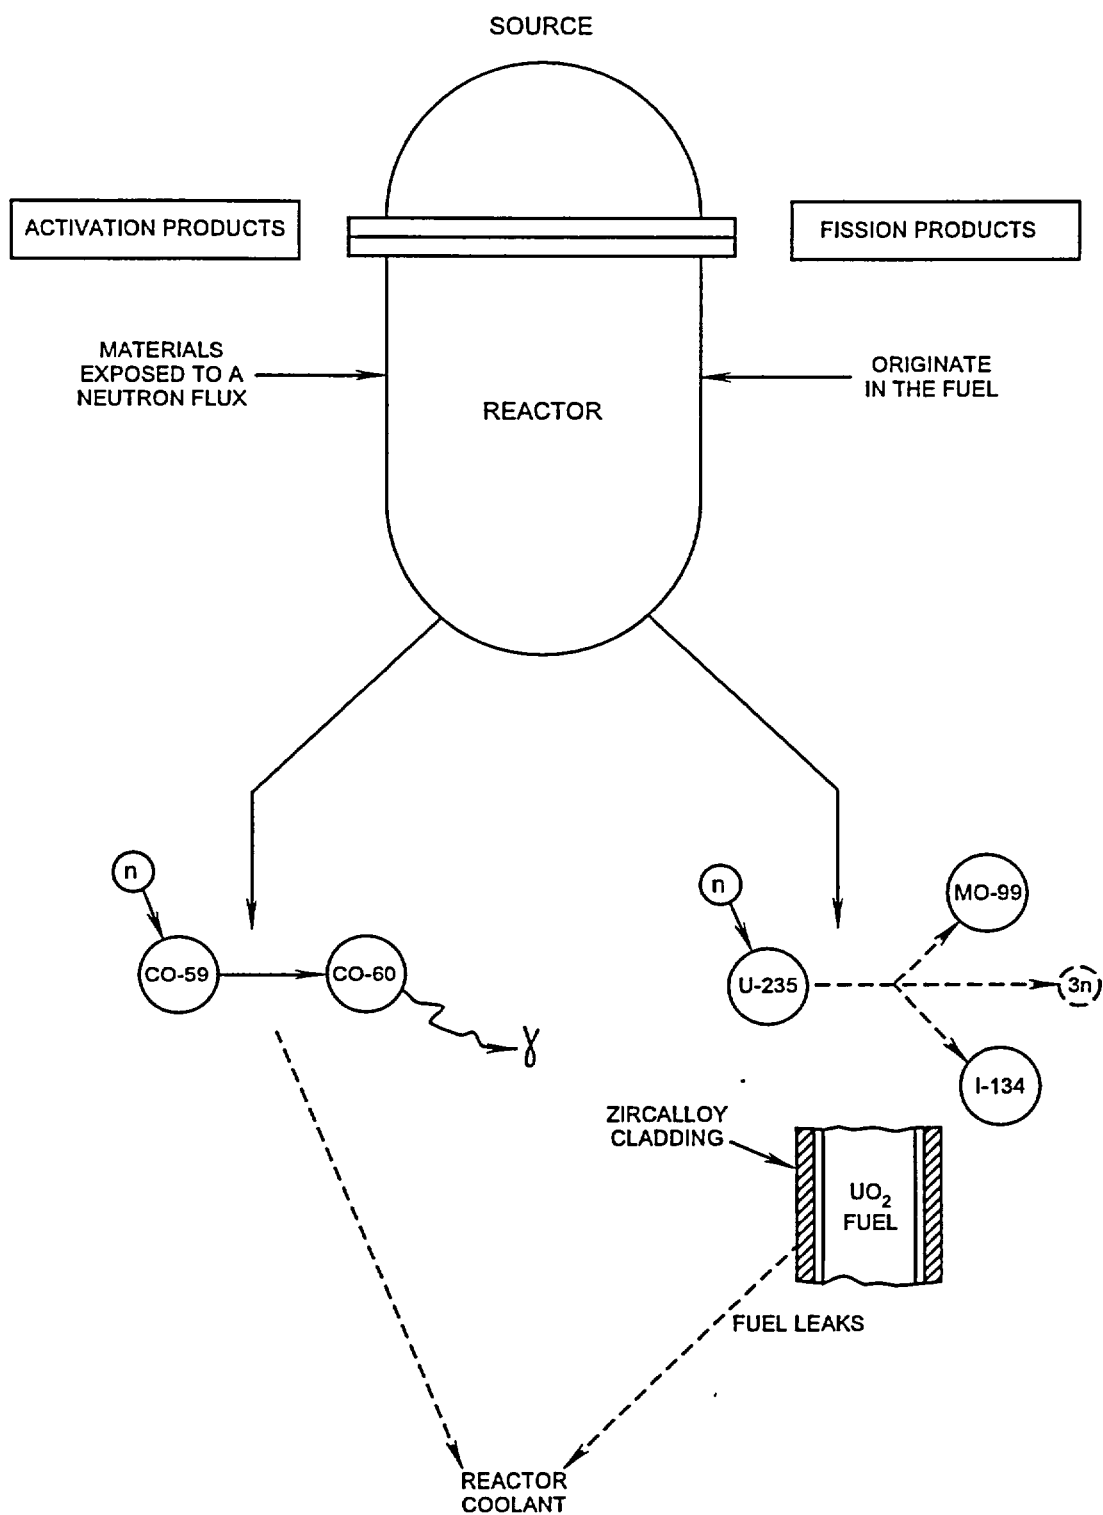 SOURCE
ACTIVATION PRODUCTS
FISSION PRODUCTS
MATERIALS
EXPOSED TO A
NEUTRON FLUX
ORIGINATE
IN THE FUEL
REACTOR
n
CO-59
CO-60
γ
n
U-235
MO-99
3n
I-134
ZIRCALLOY
CLADDING
UO₂
FUEL
FUEL LEAKS
REACTOR
COOLANT